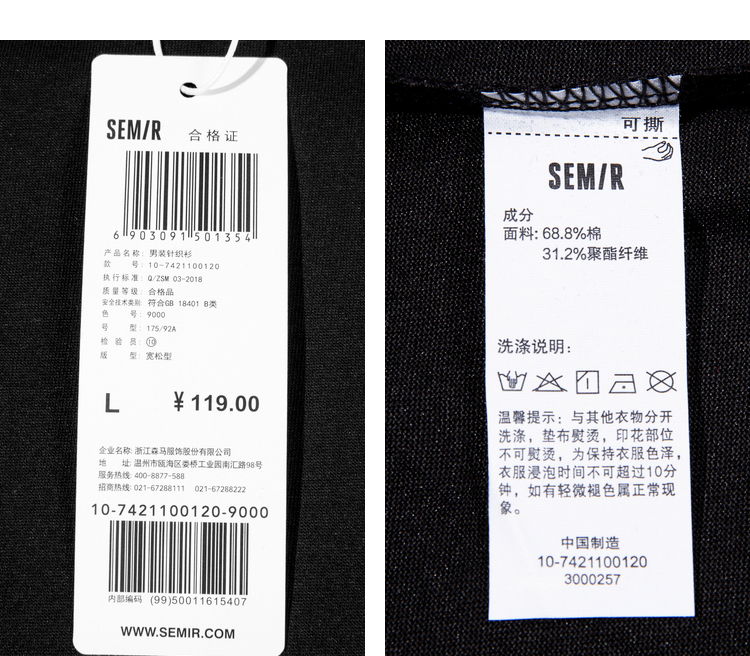 SEMIR 合格证
6 903091 501354
产品名称: 男装针织衫
款 号: 10-7421100120
执行标准: Q/ZSM 03-2018
质量等级: 合格品
安全技术类别: 符合GB 18401 B类
色 号: 9000
号 型: 175/92A
检 验 员: ⑩
版 型: 宽松型
L ¥119.00
企业名称: 浙江森马服饰股份有限公司
地 址: 温州市瓯海区娄桥工业园南汇路98号
服务热线: 400-8877-588
招商热线: 021-67288111 021-67288222
10-7421100120-9000
内部编码 (99)50011615407
WWW.SEMIR.COM
可撕
SEMIR
成分
面料: 68.8%棉
31.2%聚酯纤维
洗涤说明:
温馨提示: 与其他衣物分开
洗涤, 垫布熨烫, 印花部位
不可熨烫, 为保持衣服色泽,
衣服浸泡时间不可超过10分
钟, 如有轻微褪色属正常现
象。
中国制造
10-7421100120
3000257